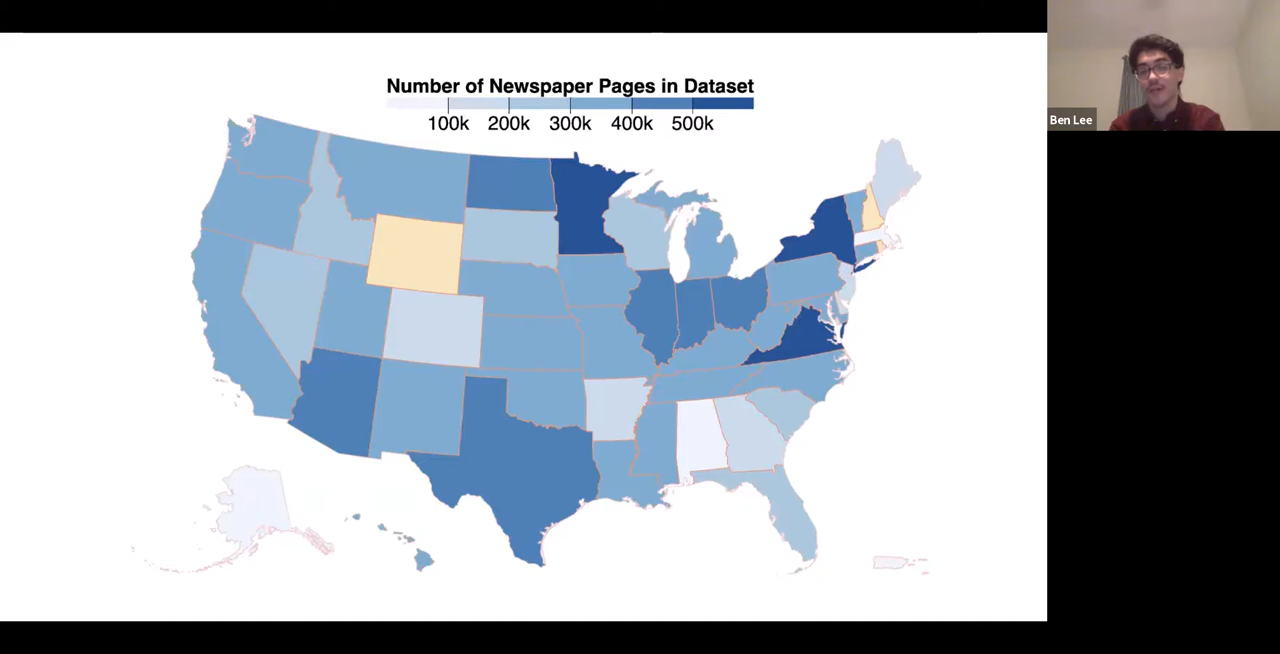 Number of Newspaper Pages in Dataset
100k 200k 300k 400k 500k
Ben Lee